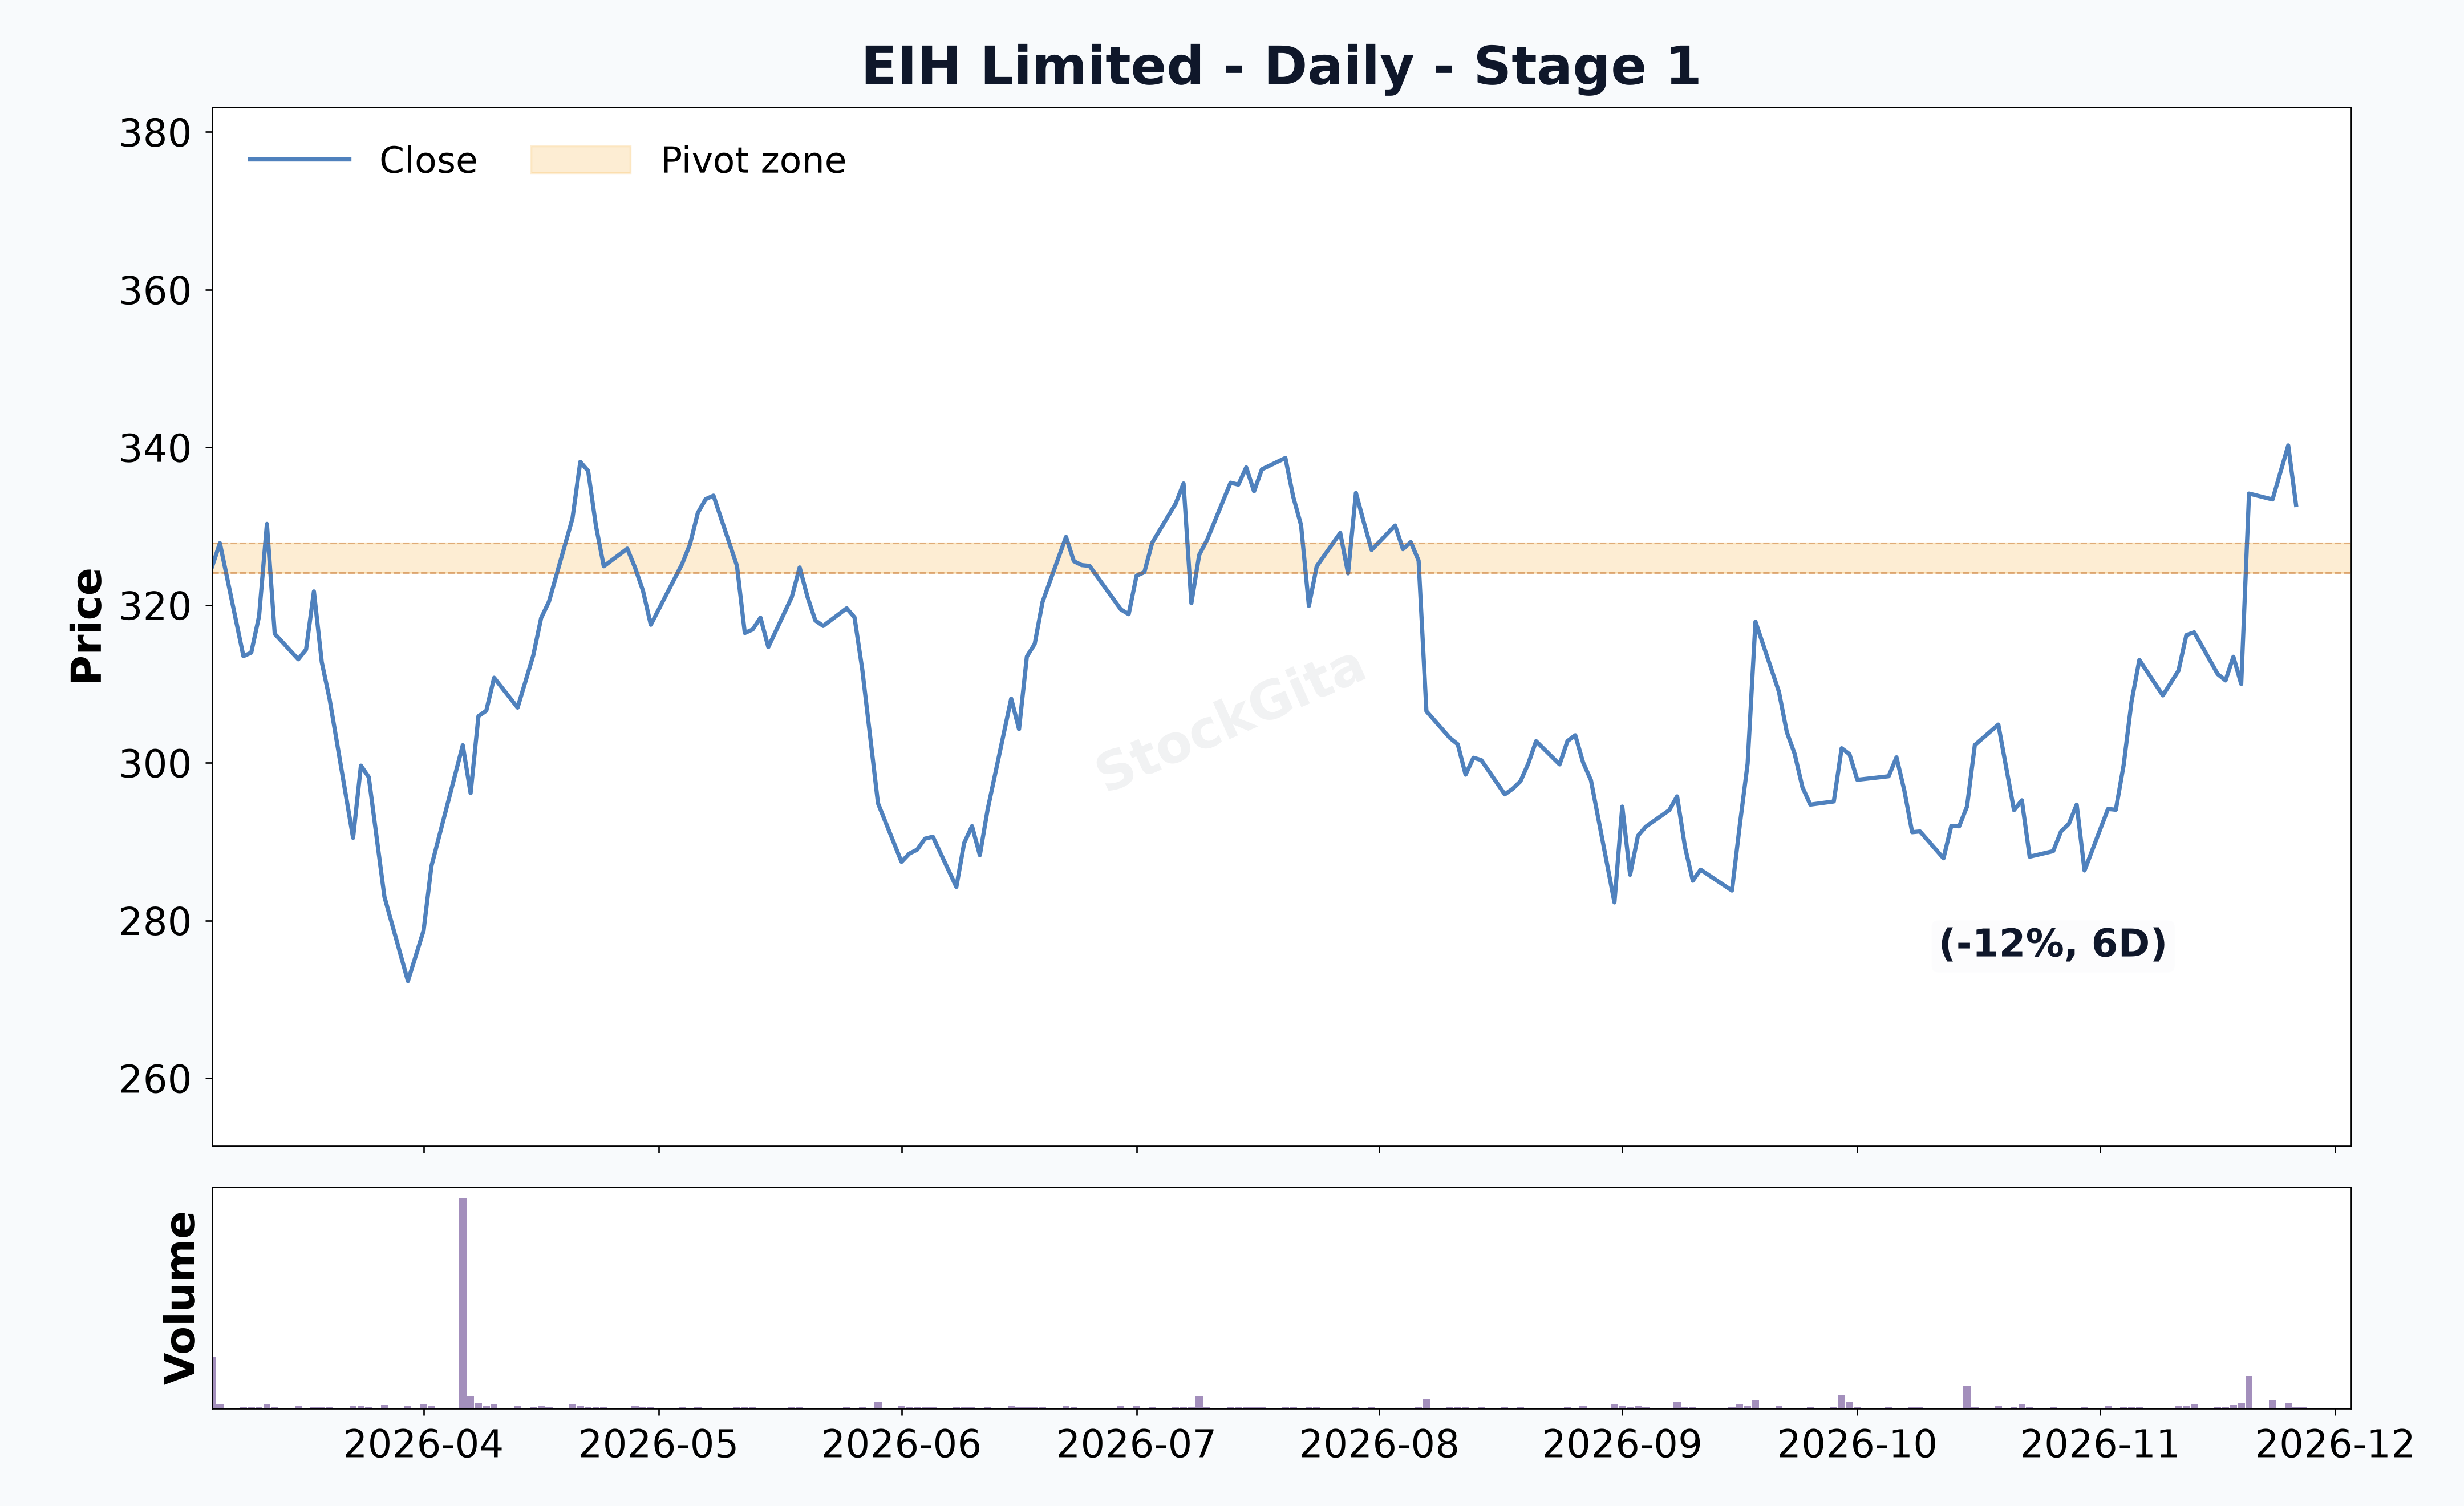 EIH Limited - Daily - Stage 1
Close
Pivot zone
380
360
340
320
300
280
260
Price
StockGita
(-12%, 6D)
Volume
2026-04
2026-05
2026-06
2026-07
2026-08
2026-09
2026-10
2026-11
2026-12